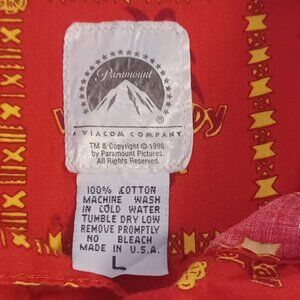 Paramount
®
A VIACOM COMPANY
TM & Copyright © 1996
by Paramount Pictures.
All Rights Reserved.
100% COTTON
MACHINE WASH
IN COLD WATER
TUMBLE DRY LOW
REMOVE PROMPTLY
NO BLEACH
MADE IN U.S.A.
L